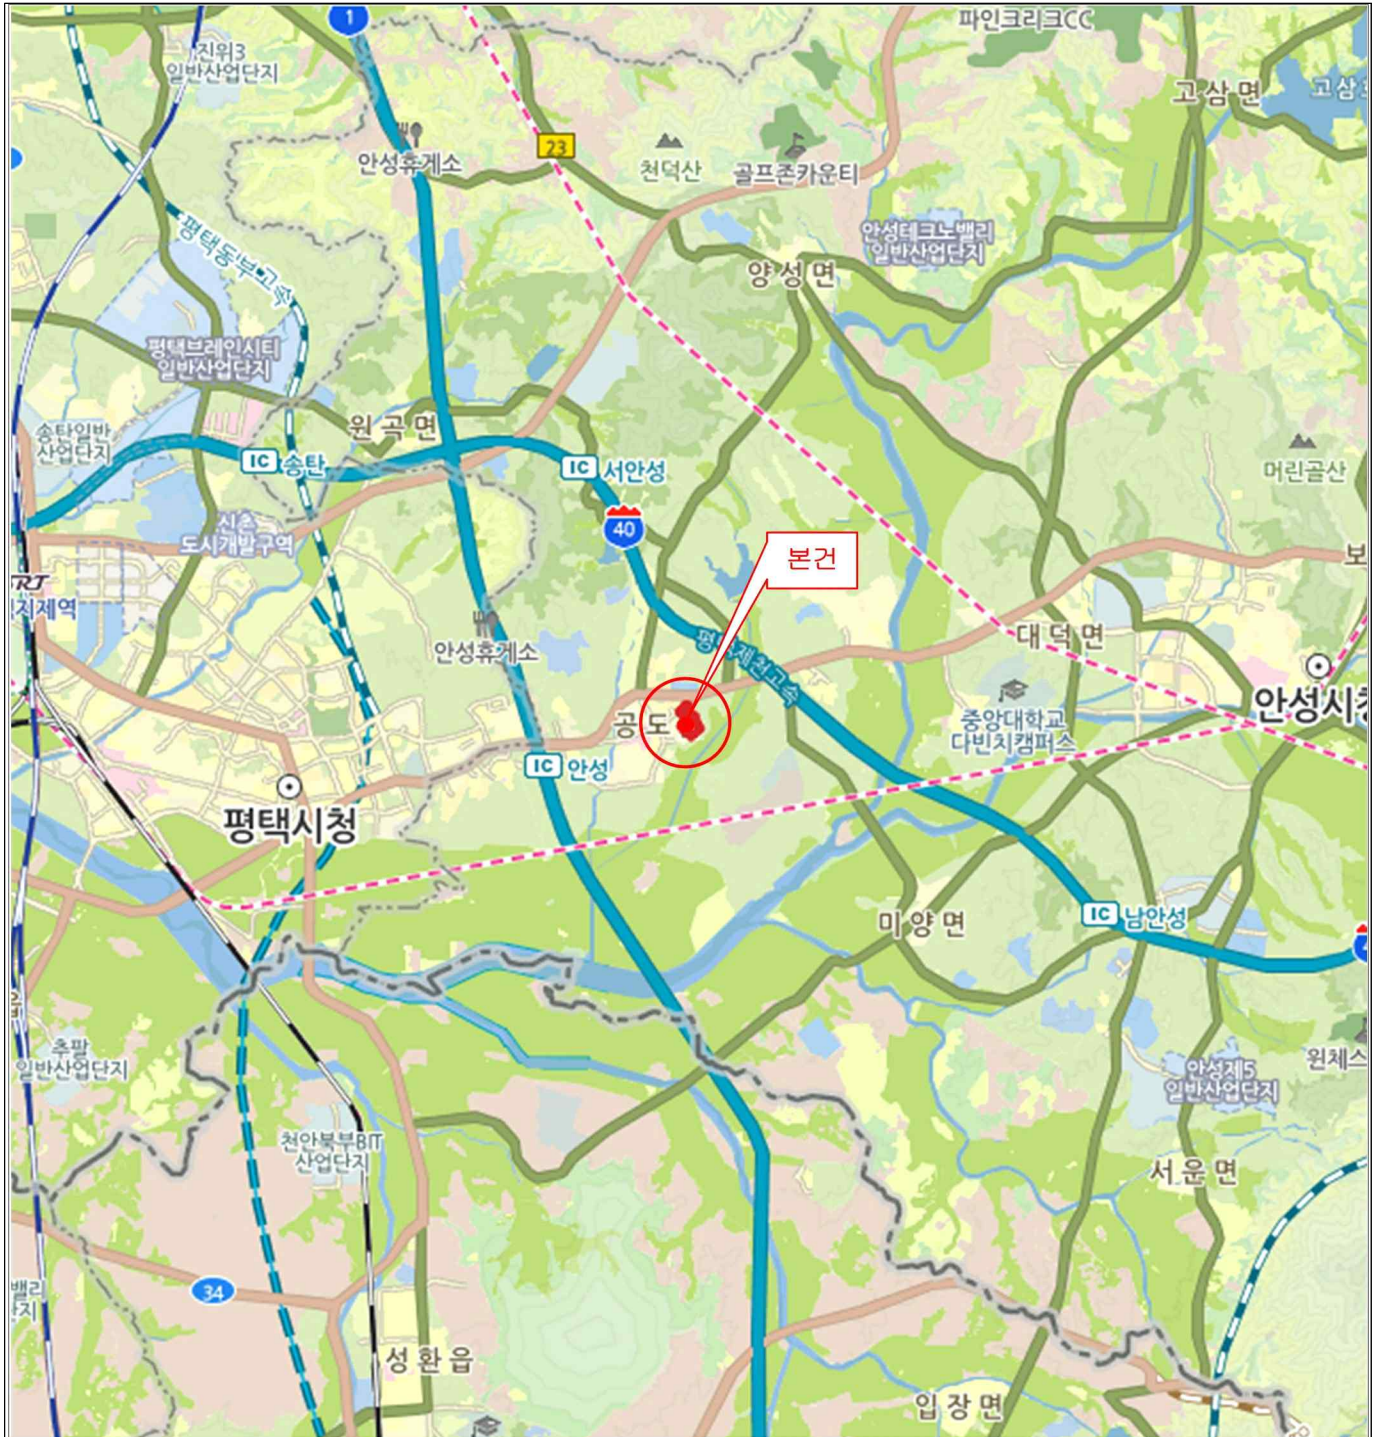 1
파인크리크CC
진위3
일반산업단지
고삼면
안성휴게소
23
천덕산
골프존카운티
평택동부고속
안성테크노밸리
일반산업단지
양성면
평택브레인시티
일반산업단지
원곡면
송탄일반
산업단지
IC 송탄
IC 서안성
머린골산
신촌
도시개발구역
40
본건
지제역
안성휴게소
대덕면
안성시청
공도
중앙대학교
다빈치캠퍼스
IC 안성
평택시청
미양면
IC 남안성
추팔
일반산업단지
안성제5
일반산업단지
천안북부BIT
산업단지
서운면
34
성환읍
입장면